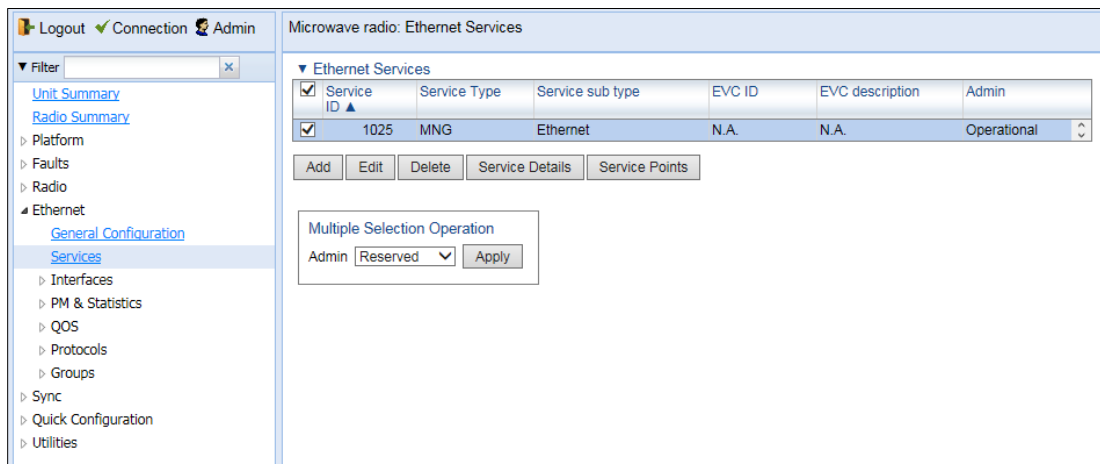 Logout Connection Admin
Filter
Unit Summary
Radio Summary
Platform
Faults
Radio
Ethernet
General Configuration
Services
Interfaces
PM & Statistics
QOS
Protocols
Groups
Sync
Quick Configuration
Utilities
Microwave radio: Ethernet Services
Ethernet Services
Service ID ▲ Service Type Service sub type EVC ID EVC description Admin
1025 MNG Ethernet N.A. N.A. Operational
Add Edit Delete Service Details Service Points
Multiple Selection Operation
Admin Reserved Apply